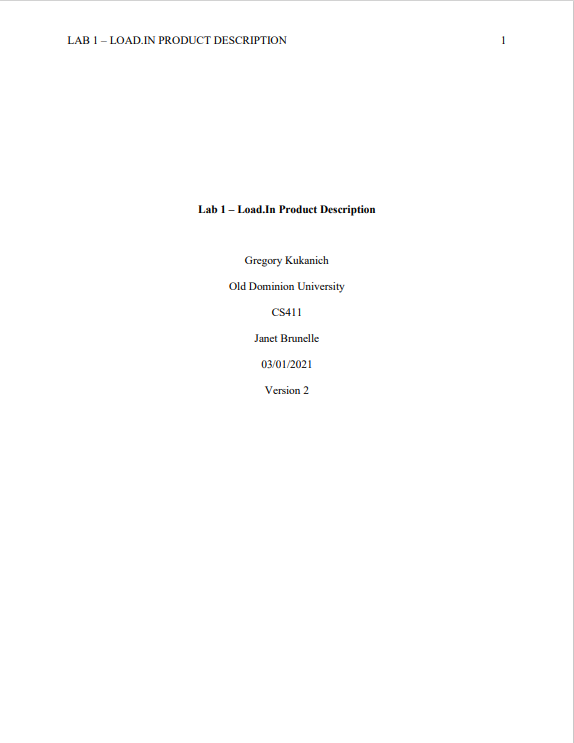 LAB 1 – LOAD.IN PRODUCT DESCRIPTION 1
Lab 1 – Load.In Product Description
Gregory Kukanich
Old Dominion University
CS411
Janet Brunelle
03/01/2021
Version 2